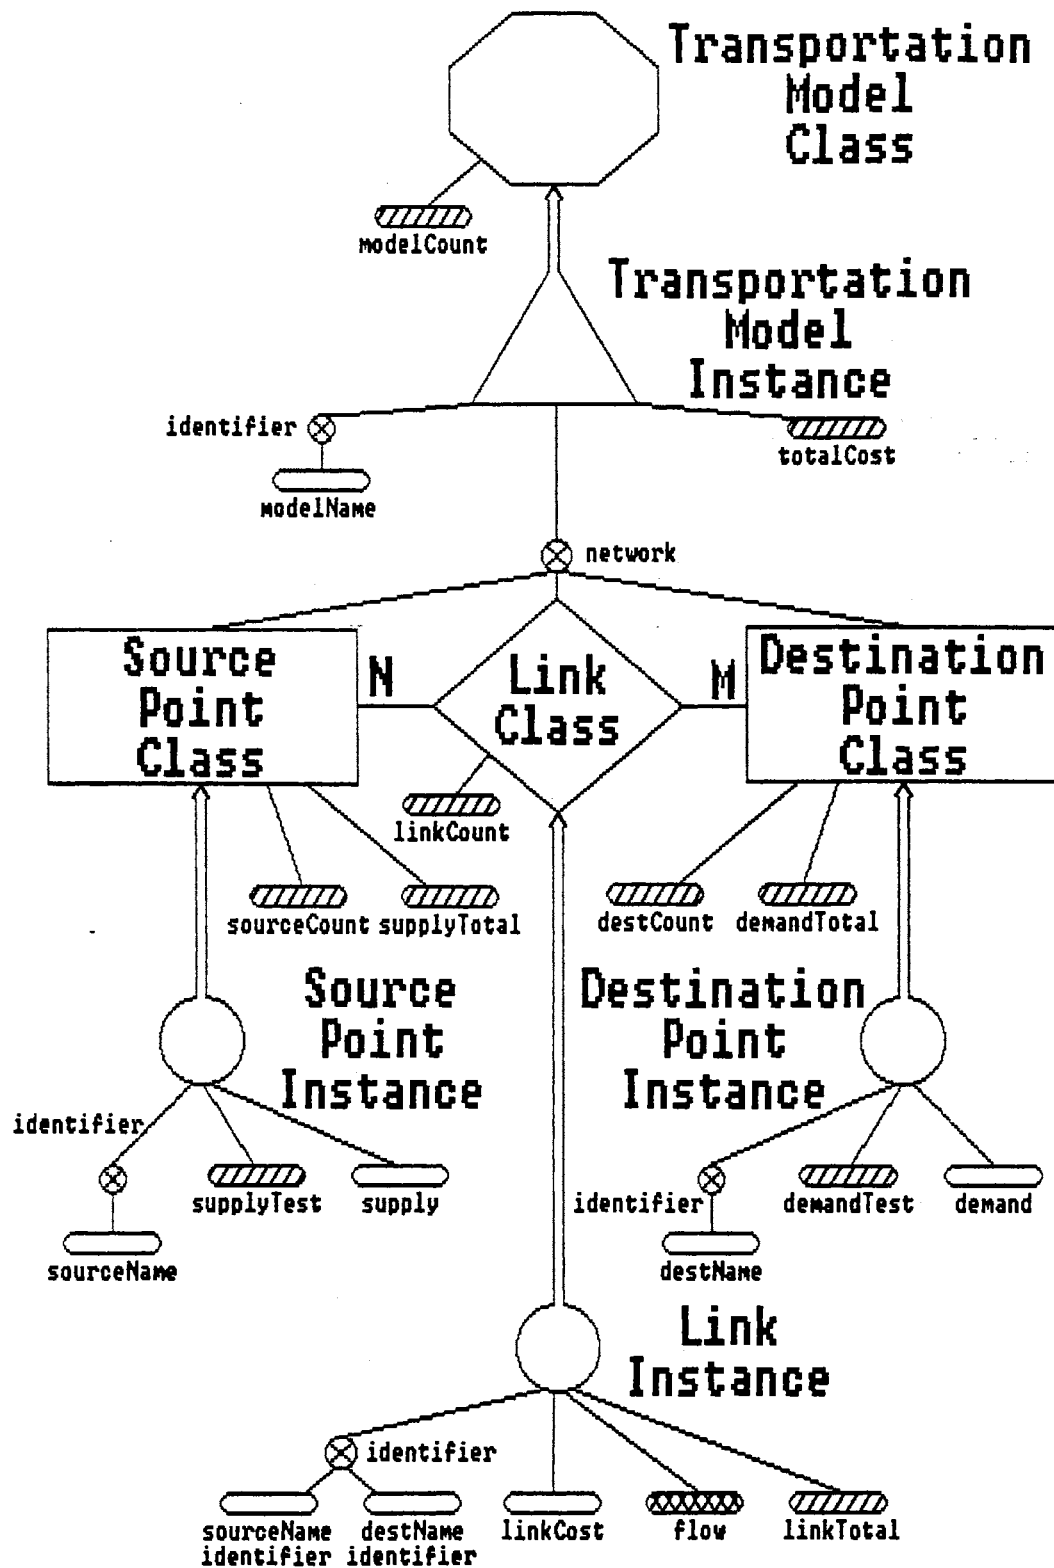 Transportation
Model
Class
modelCount
Transportation
Model
Instance
identifier
totalCost
modelName
network
Source
Point
Class
N
Link
Class
M
Destination
Point
Class
linkCount
sourceCount
supplyTotal
destCount
demandTotal
Source
Point
Instance
Destination
Point
Instance
identifier
supplyTest
supply
identifier
demandTest
demand
sourceName
destName
Link
Instance
identifier
sourceName
identifier
destName
identifier
linkCost
flow
linkTotal